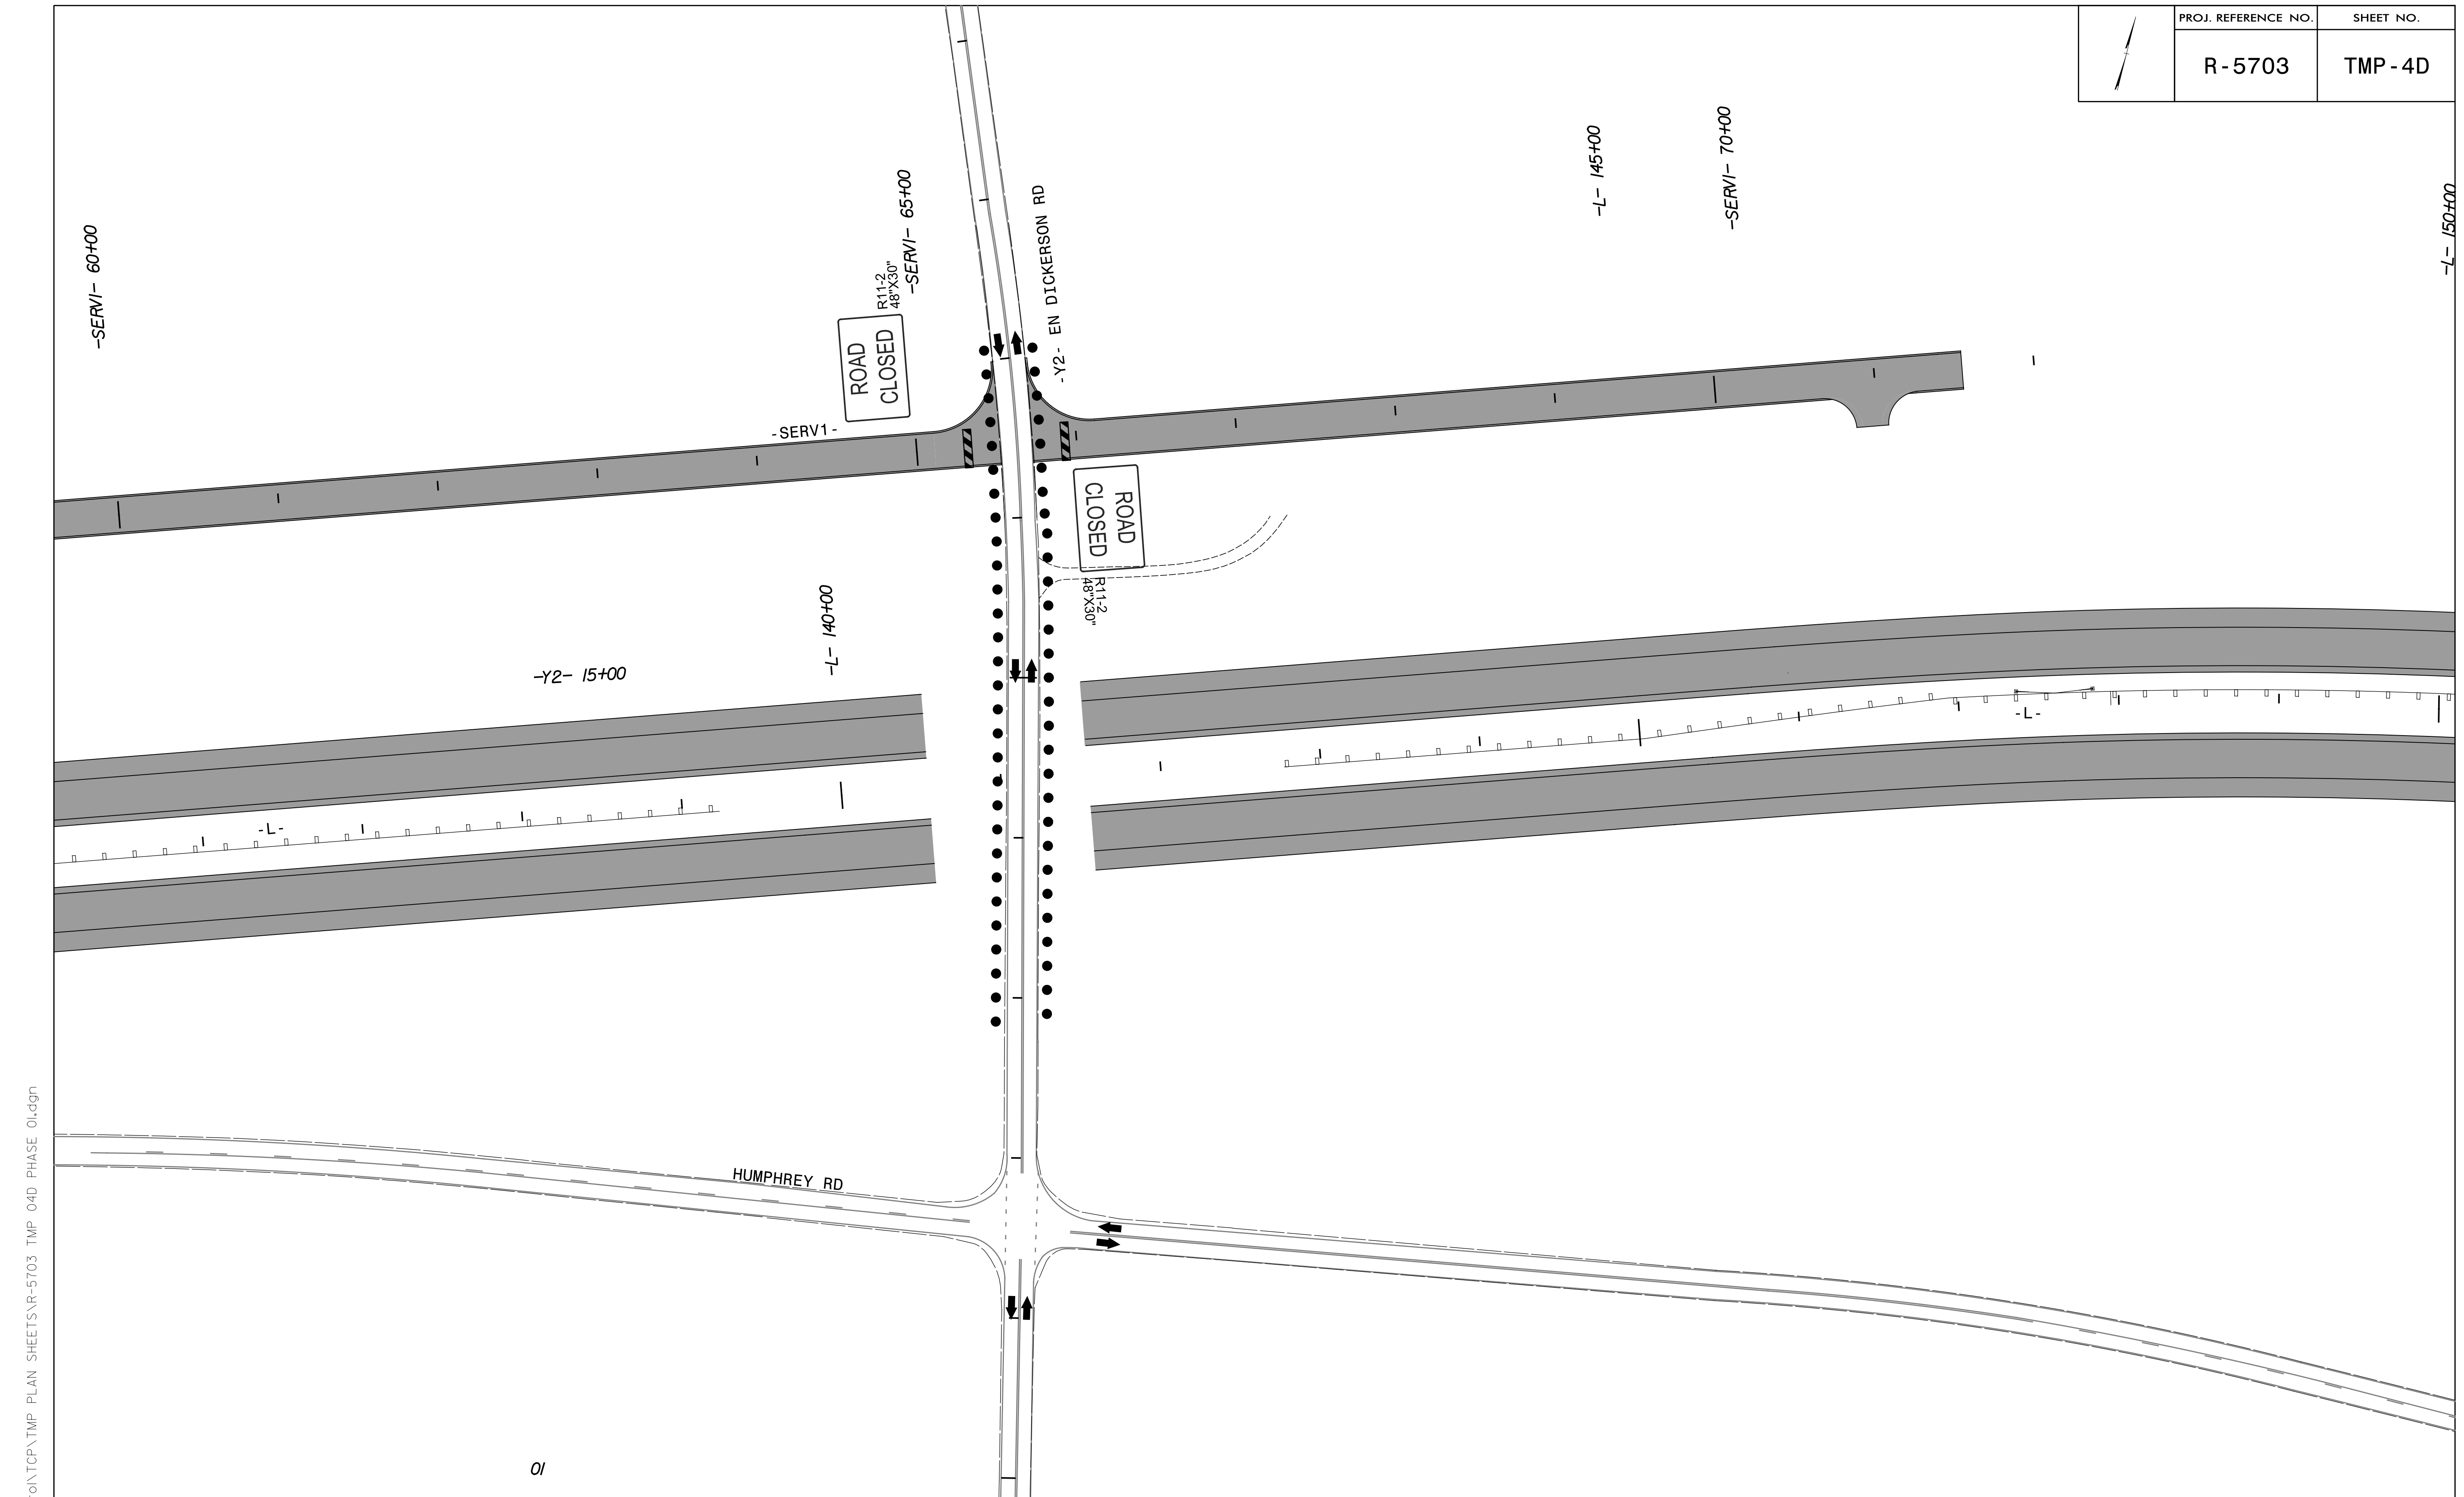 PROJ. REFERENCE NO.
SHEET NO.
R-5703
TMP-4D
-SERV1- 60+00
-SERV1- 65+00
R11-2
48"X30"
ROAD
CLOSED
-Y2- EN DICKERSON RD
-L- 145+00
-SERV1- 70+00
-L- 150+00
-SERV1-
ROAD
CLOSED
R11-2
48"X30"
-L- 140+00
-Y2- 15+00
-L-
-L-
HUMPHREY RD
TMP PLAN SHEETS\R-5703 TMP 04D PHASE 01.dgn